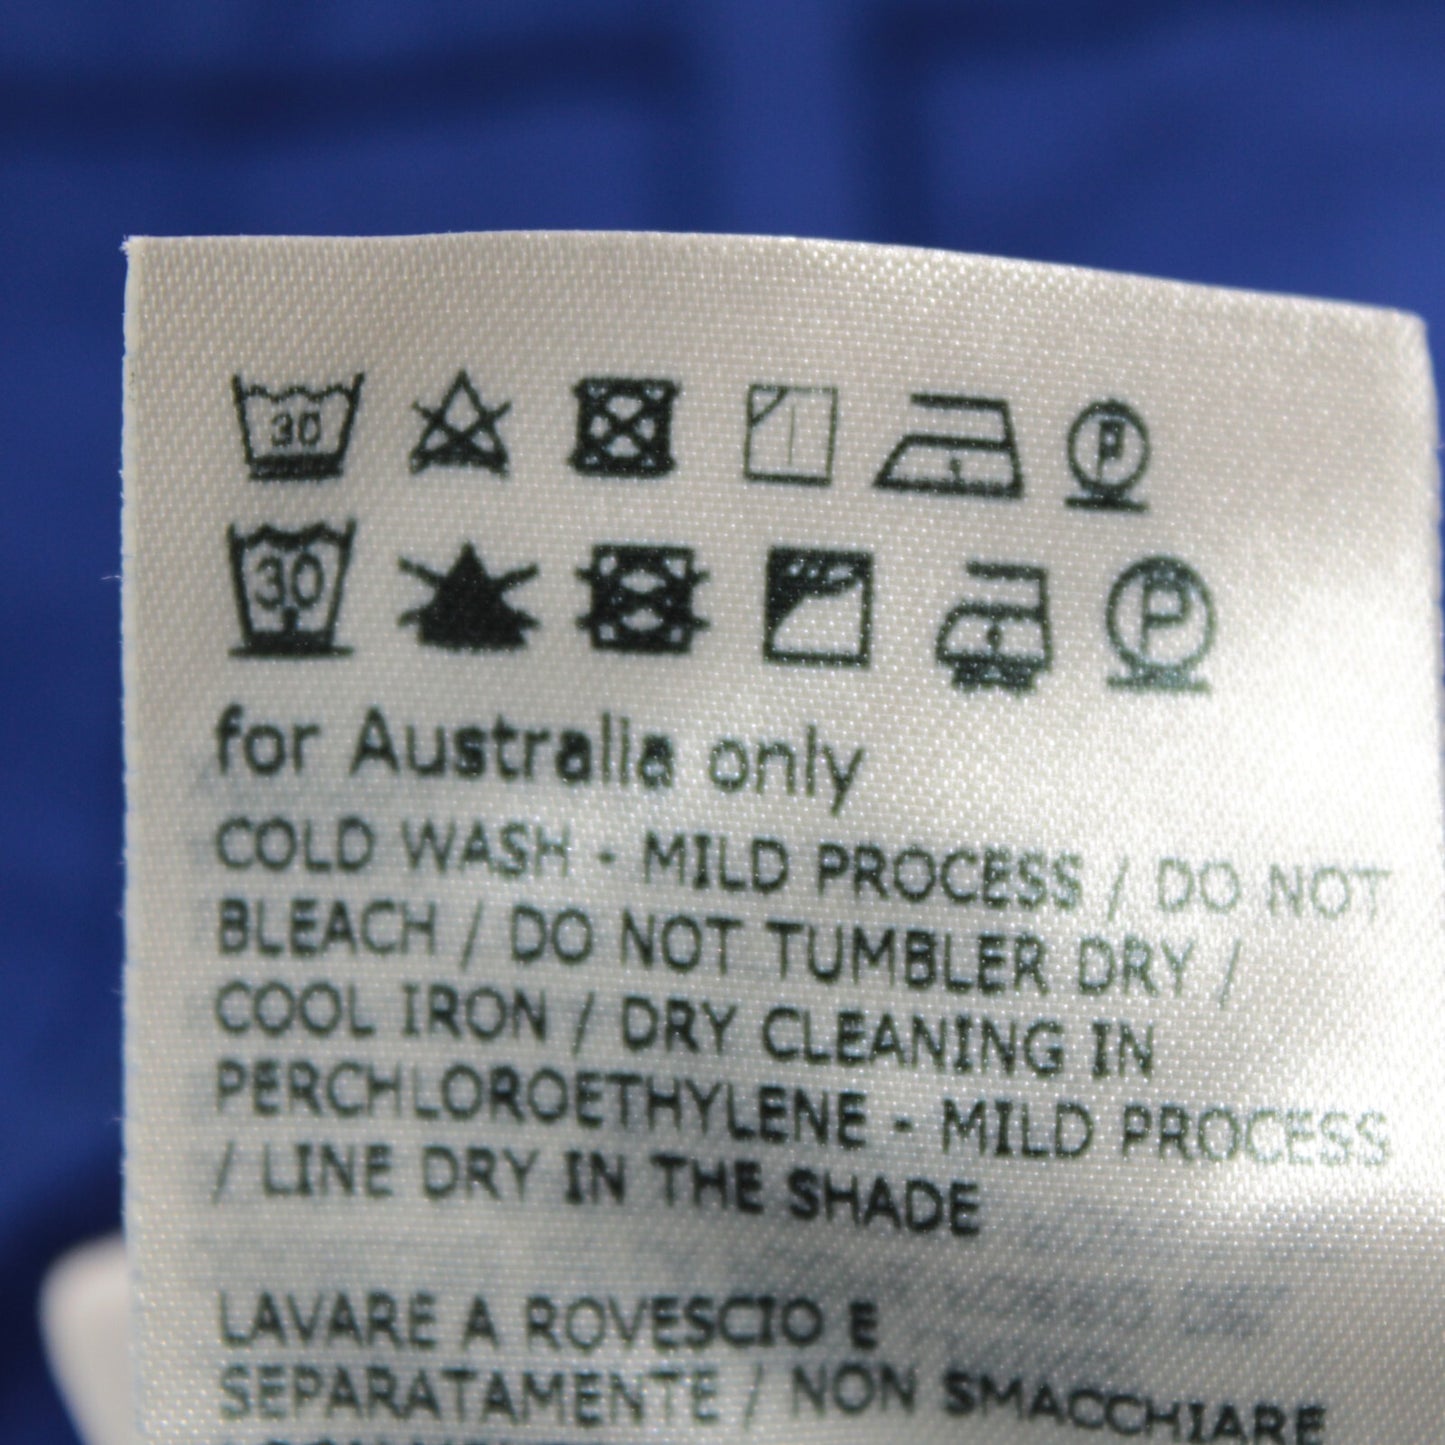 30
P
30
P
for Australia only
COLD WASH - MILD PROCESS / DO NOT
BLEACH / DO NOT TUMBLER DRY /
COOL IRON / DRY CLEANING IN
PERCHLOROETHYLENE - MILD PROCESS
/ LINE DRY IN THE SHADE
LAVARE A ROVESCIO E
SEPARATAMENTE / NON SMACCHIARE